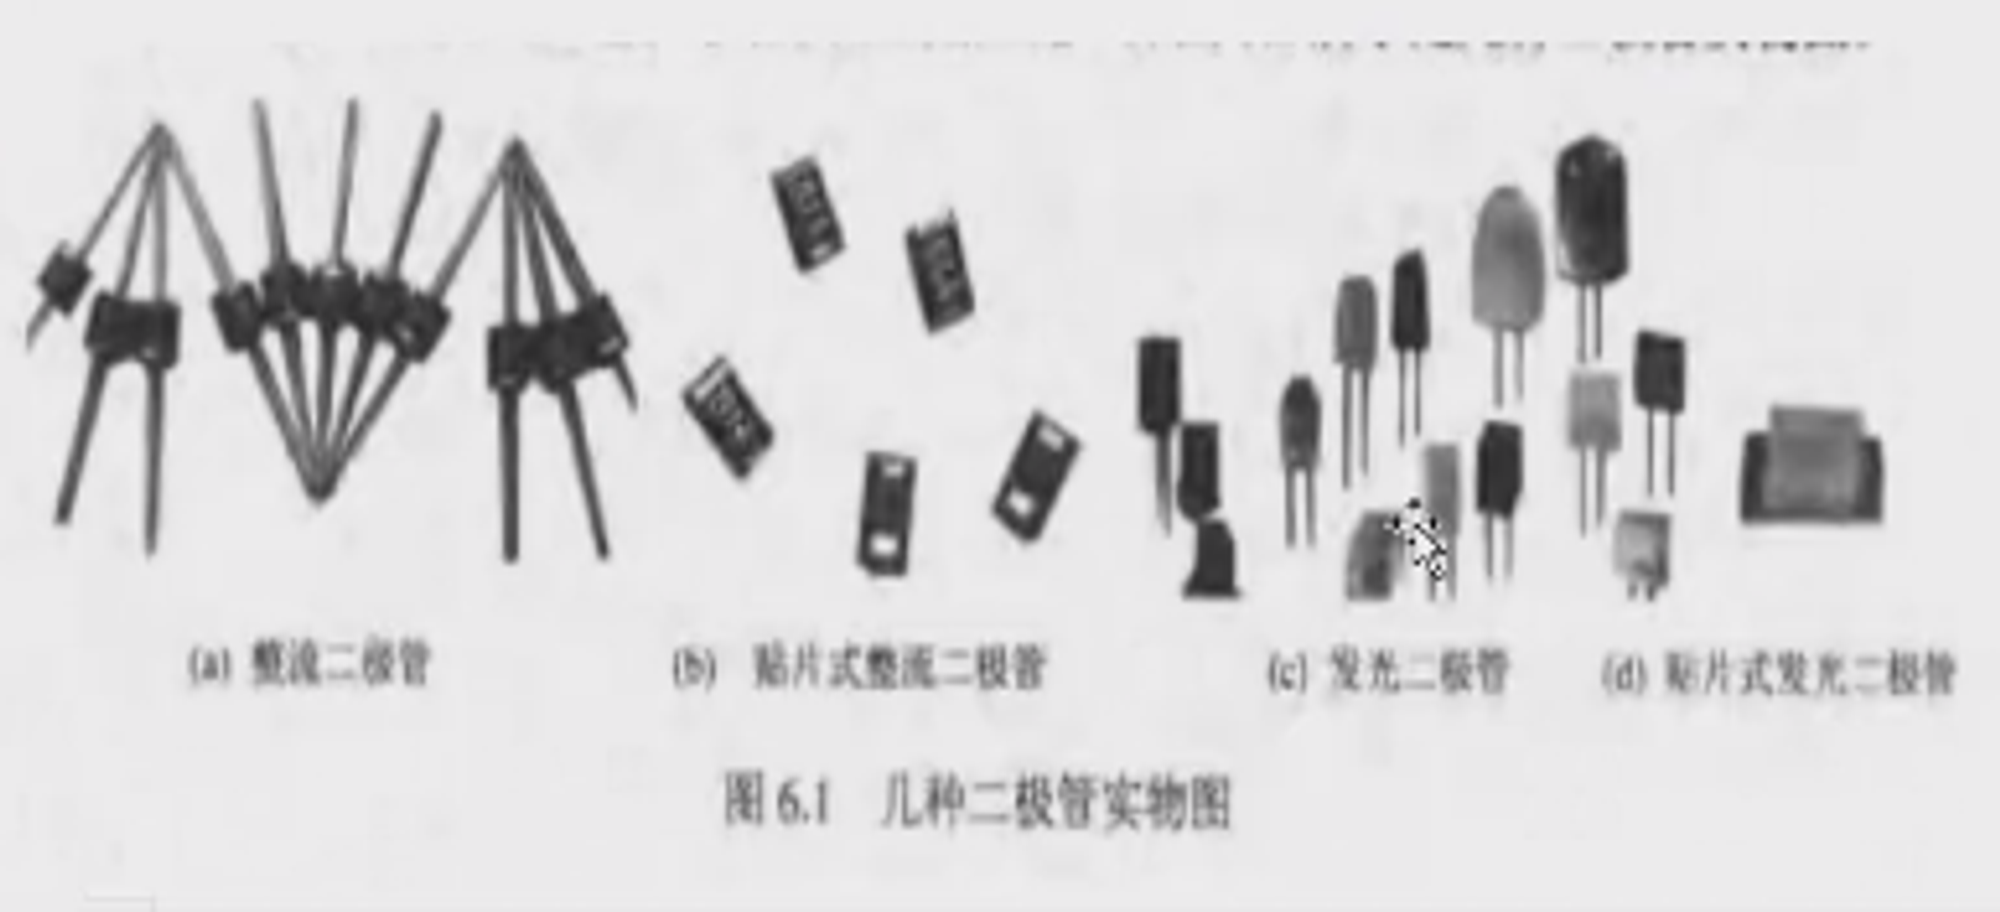 (a) 整流二极管
(b) 贴片式整流二极管
(c) 发光二极管
(d) 贴片式发光二极管
图 6.1 几种二极管实物图